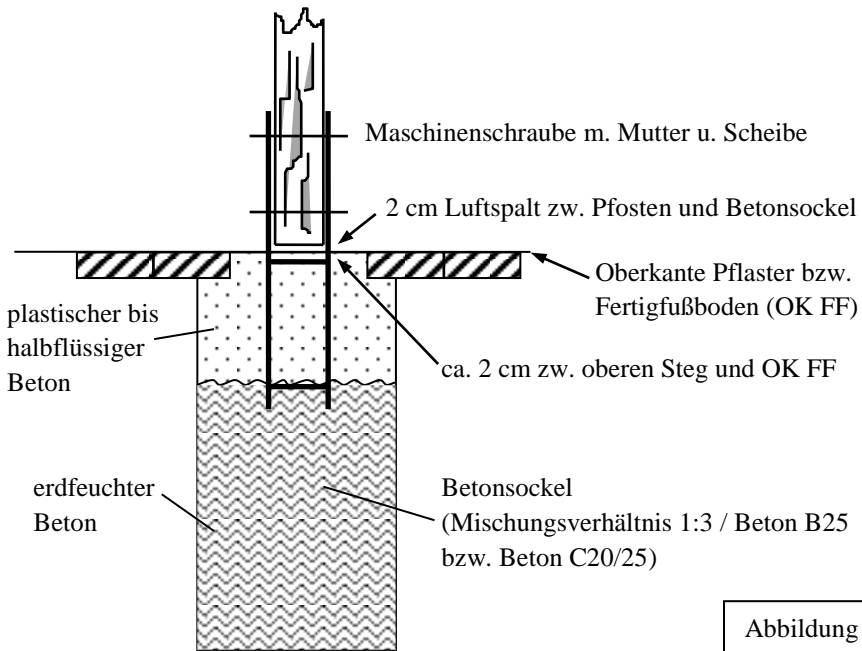 Maschinenschraube m. Mutter u. Scheibe
2 cm Luftspalt zw. Pfosten und Betonsockel
Oberkante Pflaster bzw.
Fertigfußboden (OK FF)
plastischer bis
halbflüssiger
Beton
ca. 2 cm zw. oberen Steg und OK FF
erdfeuchter
Beton
Betonsockel
(Mischungsverhältnis 1:3 / Beton B25
bzw. Beton C20/25)
Abbildung